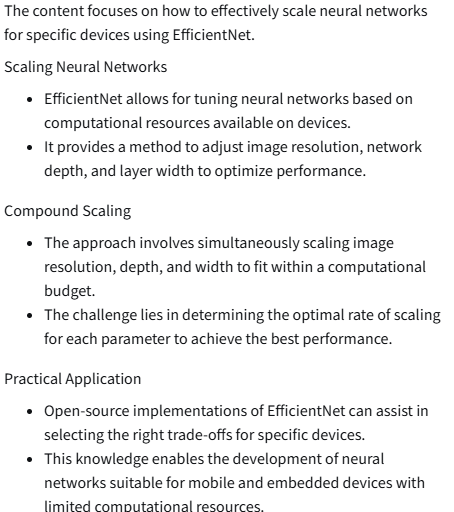 The content focuses on how to effectively scale neural networks
for specific devices using EfficientNet.
Scaling Neural Networks
• EfficientNet allows for tuning neural networks based on
computational resources available on devices.
• It provides a method to adjust image resolution, network
depth, and layer width to optimize performance.
Compound Scaling
• The approach involves simultaneously scaling image
resolution, depth, and width to fit within a computational
budget.
• The challenge lies in determining the optimal rate of scaling
for each parameter to achieve the best performance.
Practical Application
• Open-source implementations of EfficientNet can assist in
selecting the right trade-offs for specific devices.
• This knowledge enables the development of neural
networks suitable for mobile and embedded devices with
limited computational resources.